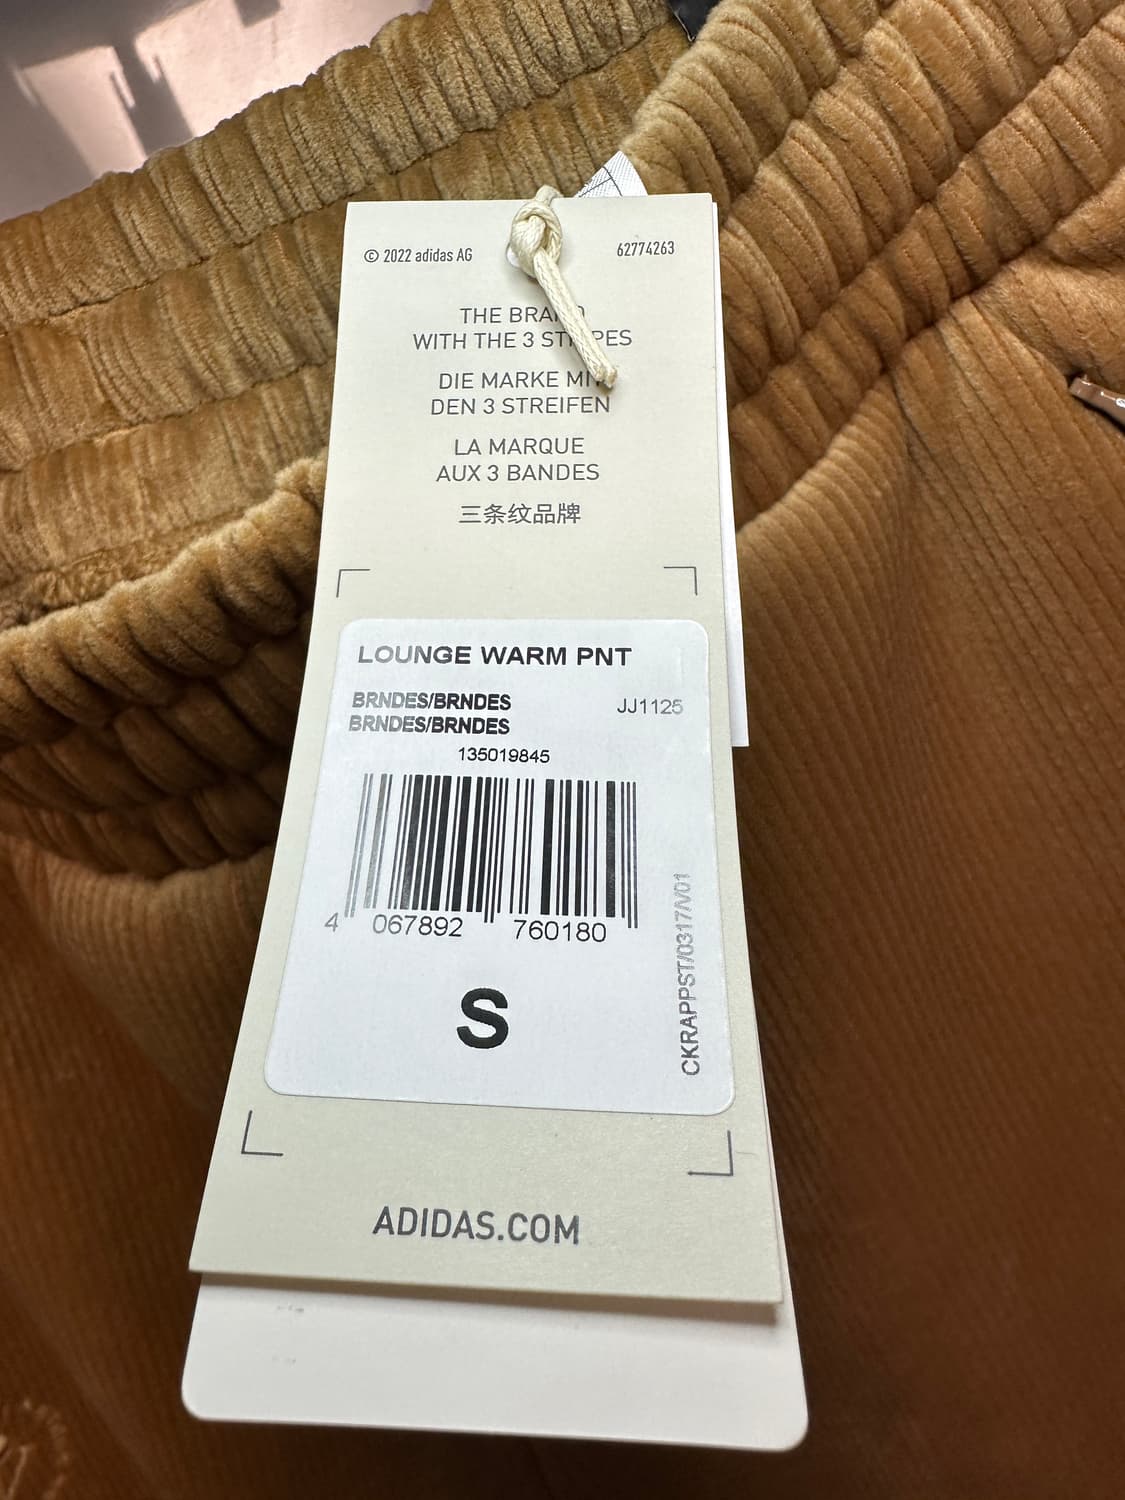 © 2022 adidas AG
62774263
THE BRAND
WITH THE 3 STRIPES
DIE MARKE MIT
DEN 3 STREIFEN
LA MARQUE
AUX 3 BANDES
三条纹品牌
LOUNGE WARM PNT
BRNDES/BRNDES
JJ1125
BRNDES/BRNDES
135019845
4 067892 760180
CKRAPPST/0317/V01
S
ADIDAS.COM